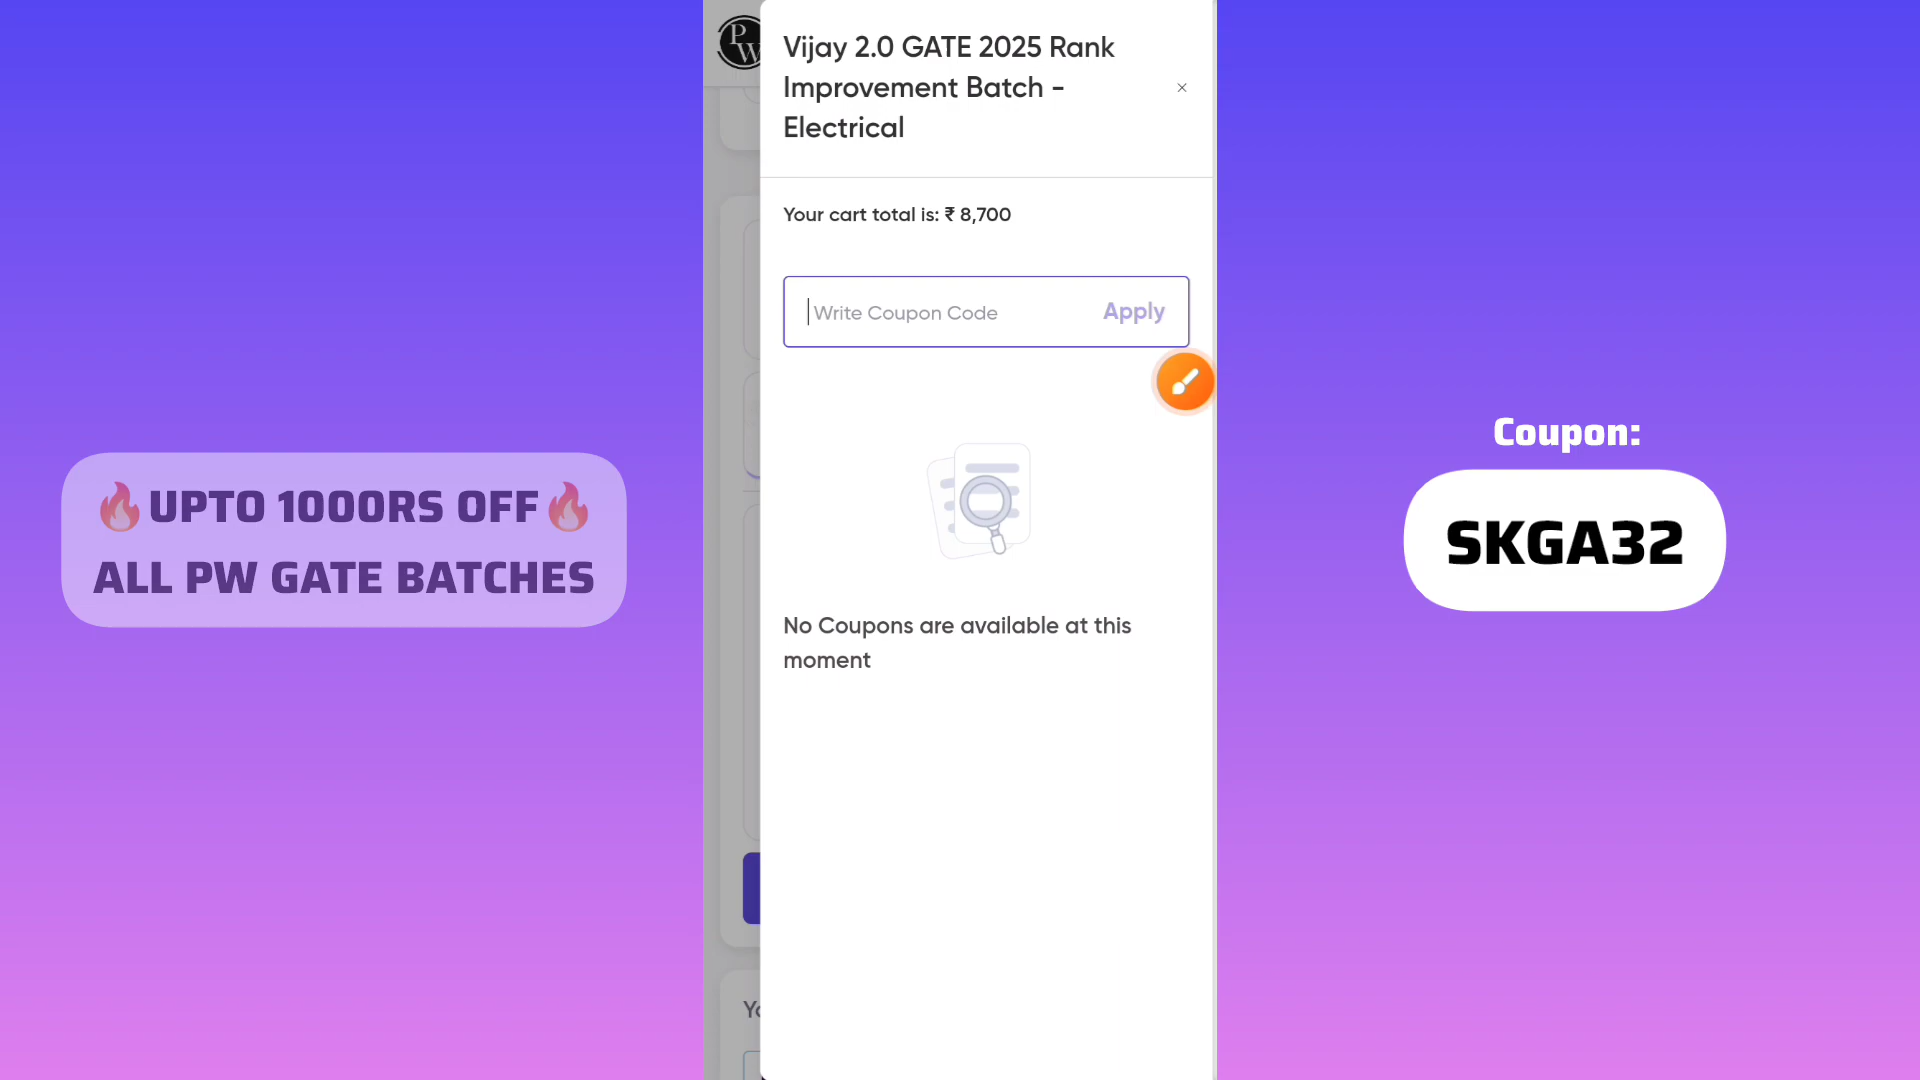 PW
Vijay 2.0 GATE 2025 Rank
Improvement Batch -
Electrical
×
Your cart total is: ₹ 8,700
Write Coupon Code
Apply
No Coupons are available at this
moment
🔥UPTO 1000RS OFF🔥
ALL PW GATE BATCHES
Coupon:
SKGA32